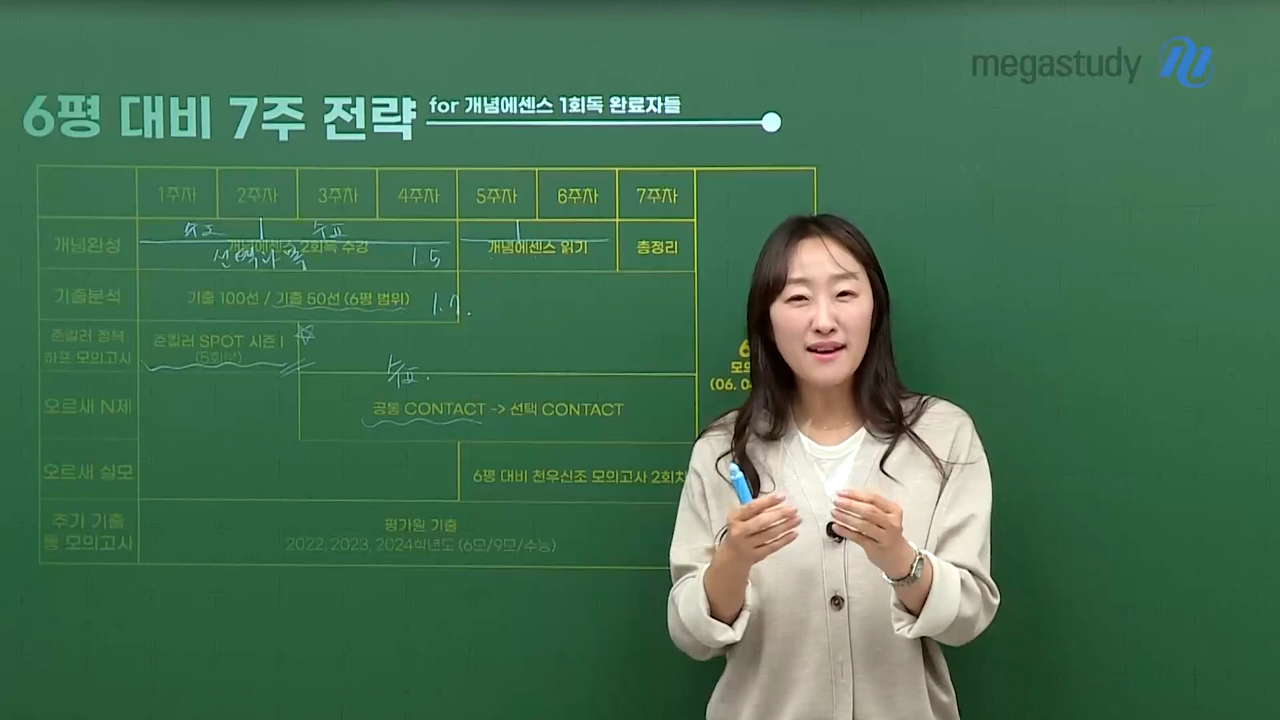 megastudy
6평 대비 7주 전략 for 개념에센스 1회독 완료자들
1주차 2주차 3주차 4주차 5주차 6주차 7주차
수포 수포
개념완성 개념에센스 2회독 수강 개념에센스 읽기 총정리
1.5
기출분석 기출 100선 / 기출 50선 (6평 범위)
준킬러 정복
하프 모의고사
준킬러 SPOT 시즌 I
(5회분)
오르새 N제 공통 CONTACT -> 선택 CONTACT
오르새 실모 6평 대비 천우신조 모의고사 2회차
추가 기출
통 모의고사
평가원 기출
2022, 2023, 2024학년도 (6모/9모/수능)